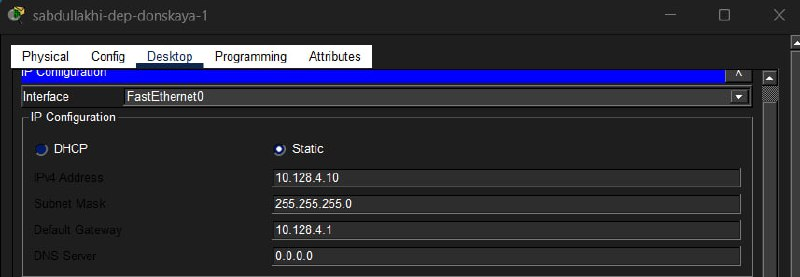 sabdullakhi-dep-donskaya-1
Physical Config Desktop Programming Attributes
IP Configuration X
Interface FastEthernet0
IP Configuration
DHCP Static
IPv4 Address 10.128.4.10
Subnet Mask 255.255.255.0
Default Gateway 10.128.4.1
DNS Server 0.0.0.0